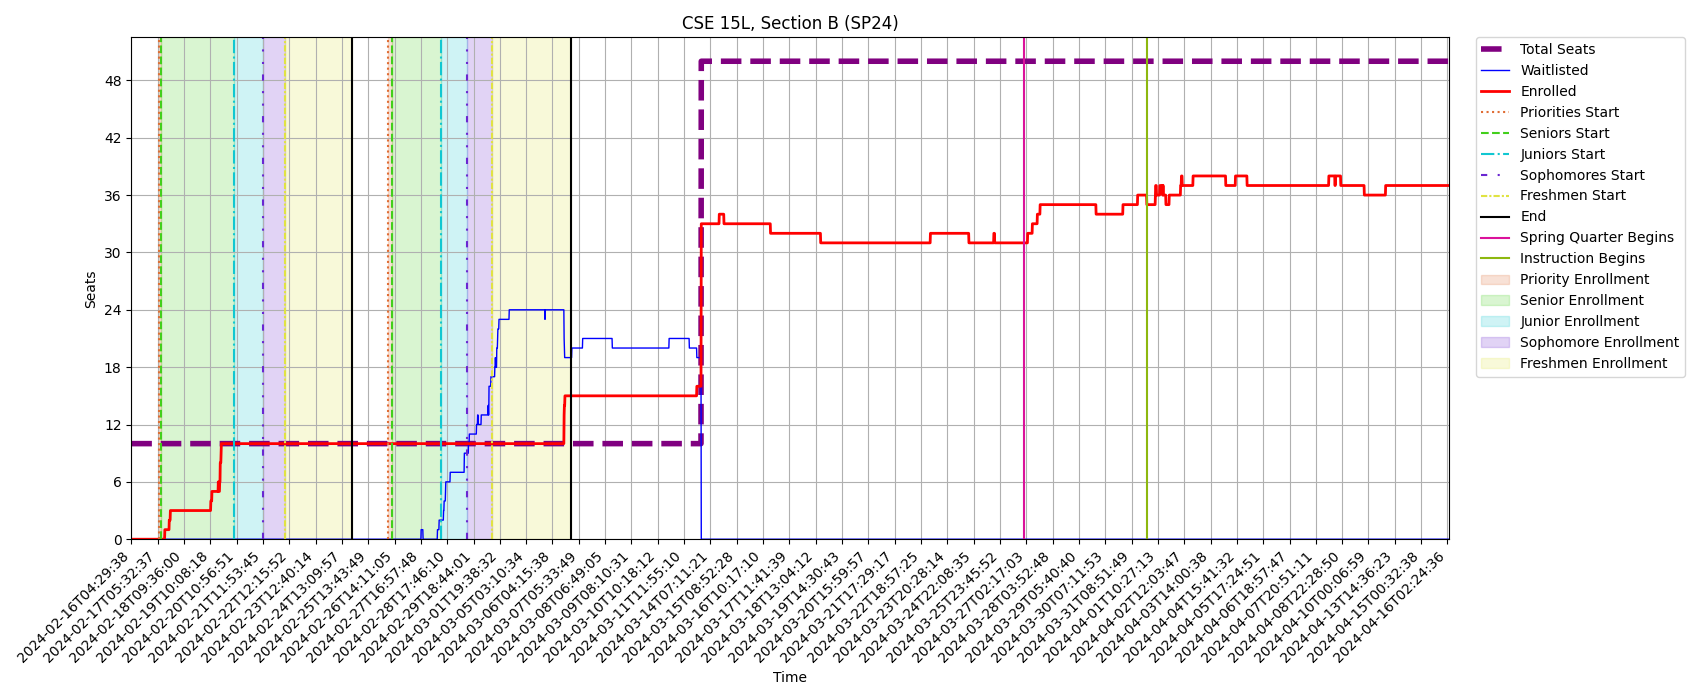 CSE 15L, Section B (SP24)
Total Seats
Waitlisted
Enrolled
Priorities Start
Seniors Start
Juniors Start
Sophomores Start
Freshmen Start
End
Spring Quarter Begins
Instruction Begins
Priority Enrollment
Senior Enrollment
Junior Enrollment
Sophomore Enrollment
Freshmen Enrollment
Seats
48
42
36
30
24
18
12
6
0
2024-02-16T04:29:38
2024-02-17T05:32:37
2024-02-18T09:36:00
2024-02-19T10:08:18
2024-02-20T10:56:51
2024-02-21T11:53:45
2024-02-22T12:15:52
2024-02-23T12:40:14
2024-02-24T13:09:57
2024-02-25T13:43:49
2024-02-26T14:11:05
2024-02-27T16:57:48
2024-02-28T17:46:10
2024-02-29T18:44:01
2024-03-01T19:38:32
2024-03-05T03:10:34
2024-03-06T04:15:38
2024-03-07T05:33:49
2024-03-08T06:49:05
2024-03-09T08:10:31
2024-03-10T10:18:12
2024-03-11T11:55:10
2024-03-14T07:11:21
2024-03-15T08:52:28
2024-03-16T10:17:10
2024-03-17T11:41:39
2024-03-18T13:04:12
2024-03-19T14:30:43
2024-03-20T15:59:57
2024-03-21T17:29:17
2024-03-22T18:57:25
2024-03-23T20:28:14
2024-03-24T22:08:35
2024-03-25T23:45:52
2024-03-27T02:17:03
2024-03-28T03:52:48
2024-03-29T05:40:40
2024-03-30T07:11:53
2024-03-31T08:51:49
2024-04-01T10:27:13
2024-04-02T12:03:47
2024-04-03T14:00:38
2024-04-04T15:41:32
2024-04-05T17:24:51
2024-04-06T18:57:47
2024-04-07T20:51:11
2024-04-08T22:28:50
2024-04-10T00:06:59
2024-04-13T14:36:23
2024-04-15T00:32:38
2024-04-16T02:24:36
Time